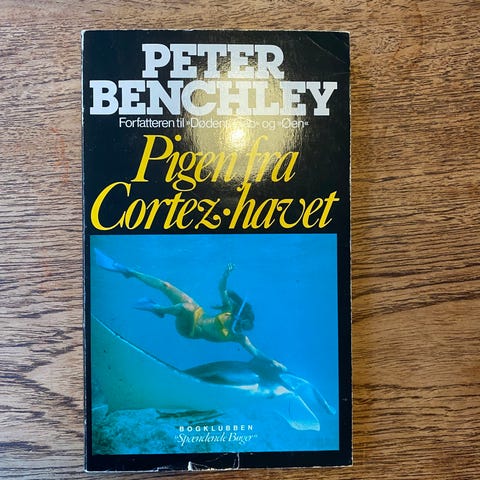 PETER
BENCHLEY
Forfatteren til »Dødens Gab« og »Øen«
Pigen fra
Cortez-havet
BOGKLUBBEN
"Spændende Bøger"